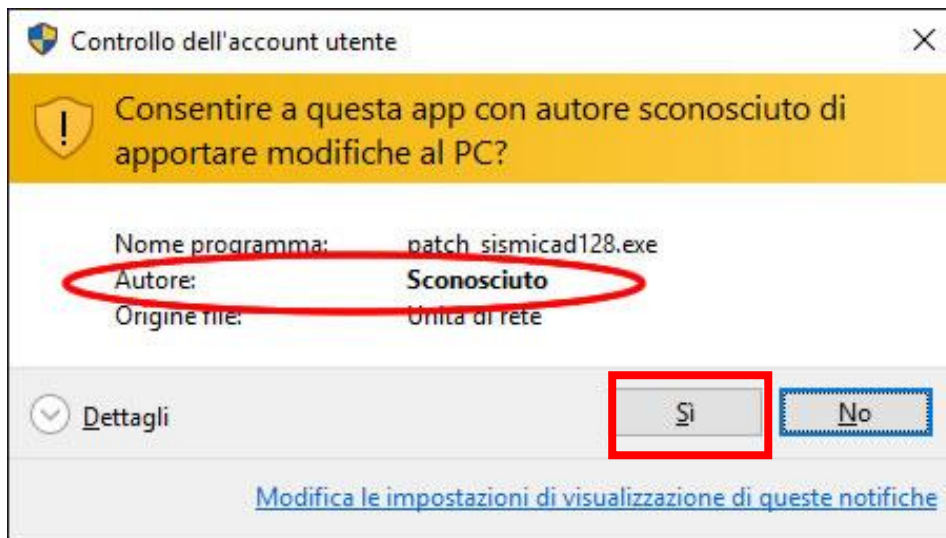 Controllo dell'account utente
Consentire a questa app con autore sconosciuto di
apportare modifiche al PC?
Nome programma: patch_sismicad128.exe
Autore: Sconosciuto
Origine file: Unità di rete
Dettagli Sì No
Modifica le impostazioni di visualizzazione di queste notifiche